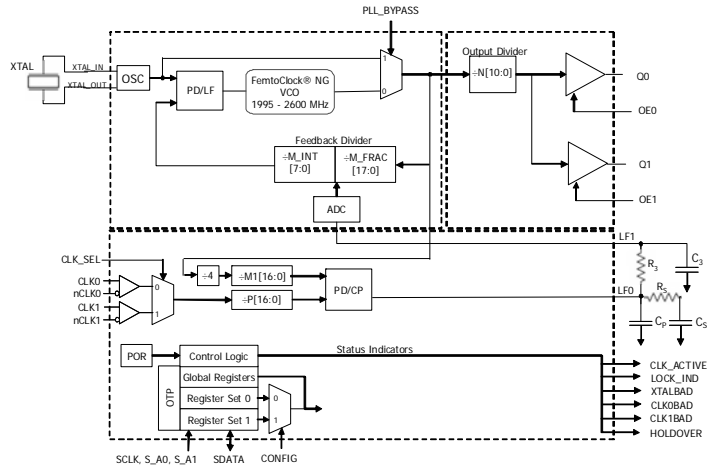 PLL_BYPASS
XTAL
XTAL_IN
XTAL_OUT
OSC
PD/LF
FemtoClock® NG
VCO
1995 - 2600 MHz
1
0
Output Divider
÷N[10:0]
Q0
OE0
Q1
OE1
Feedback Divider
÷M_INT
[7:0]
÷M_FRAC
[17:0]
ADC
LF1
CLK_SEL
CLK0
nCLK0
CLK1
nCLK1
0
1
÷4
÷M1[16:0]
÷P[16:0]
PD/CP
LF0
R3
C3
RS
CP
CS
POR
Control Logic
Status Indicators
OTP
Global Registers
Register Set 0
Register Set 1
0
1
CLK_ACTIVE
LOCK_IND
XTALBAD
CLK0BAD
CLK1BAD
HOLDOVER
SCLK, S_A0, S_A1
SDATA
CONFIG